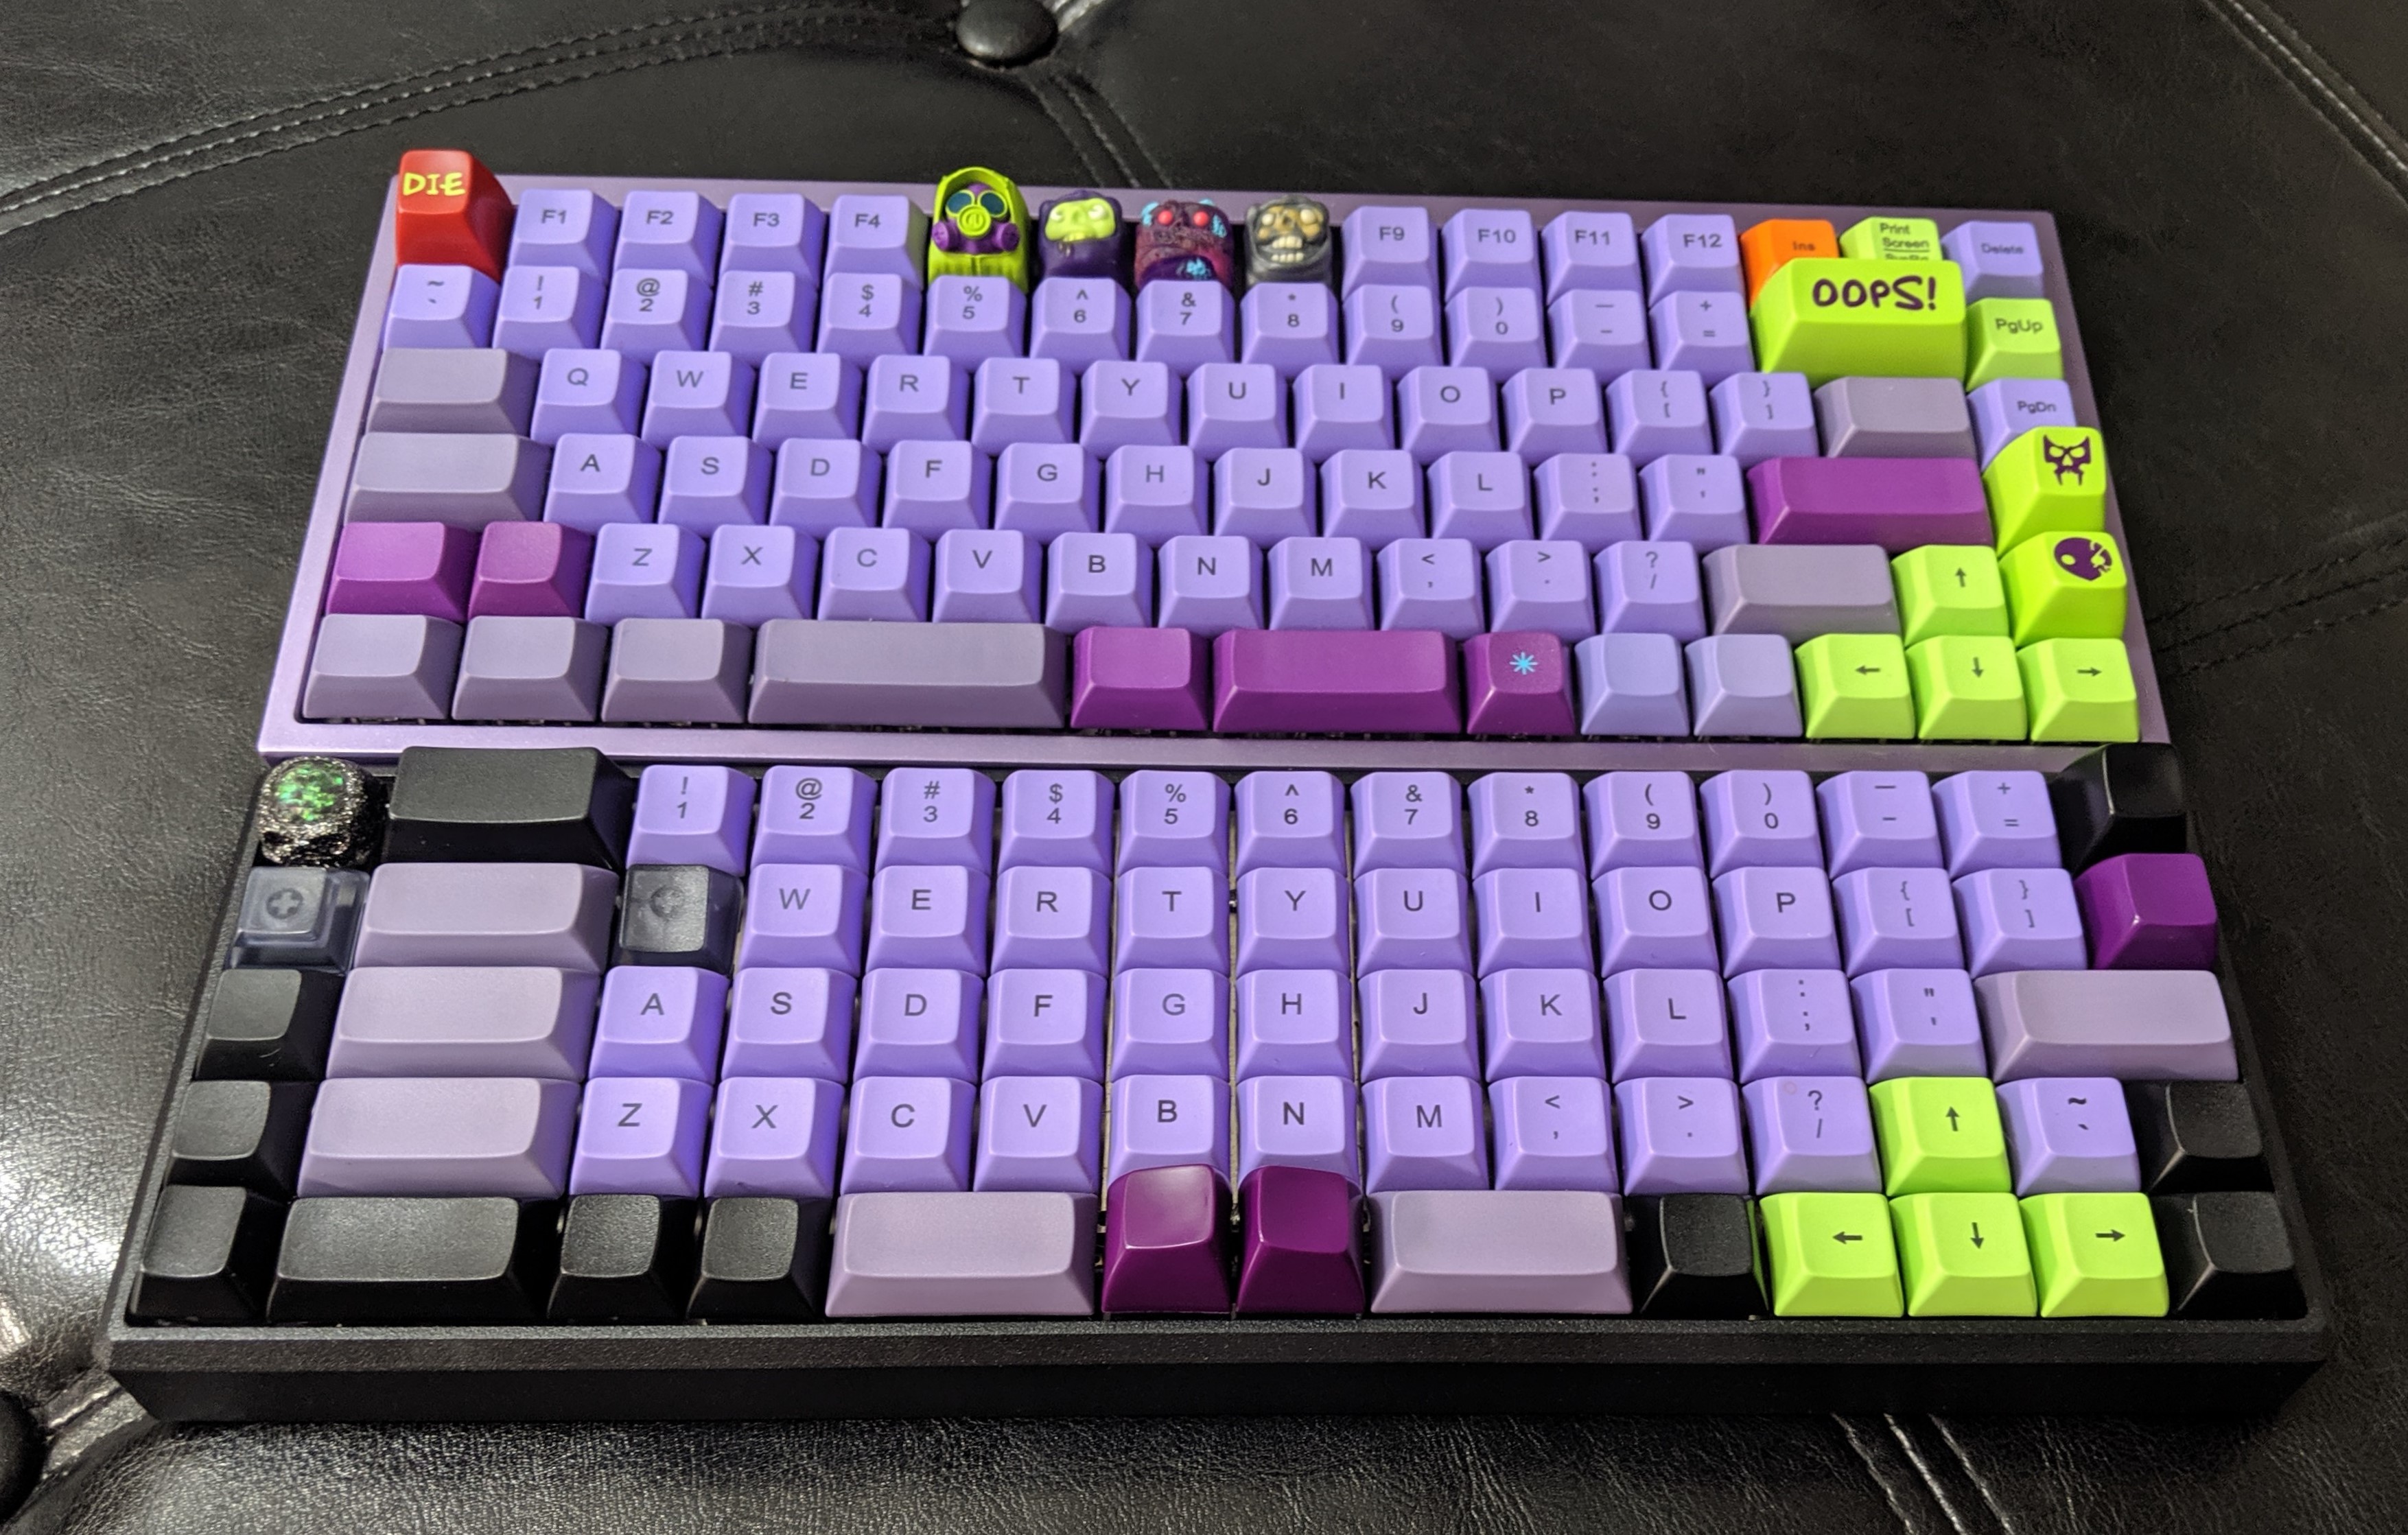 DIE F1 F2 F3 F4 F9 F10 F11 F12 Ins Print Screen Delete
~ ` ! 1 @ 2 # 3 $ 4 % 5 ^ 6 & 7 * 8 ( 9 ) 0 — - + = OOPS! PgUp
Q W E R T Y U I O P { [ } ] PgDn
A S D F G H J K L : ; " '
Z X C V B N M < , > . ? / ↑
* ← ↓ →
! 1 @ 2 # 3 $ 4 % 5 ^ 6 & 7 * 8 ( 9 ) 0 — - + =
W E R T Y U I O P { [ } ]
A S D F G H J K L : ; " '
Z X C V B N M < , > . ? / ↑ ~ `
← ↓ →